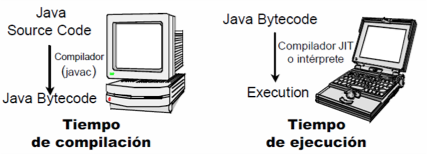 Java
Source Code
Compilador
(javac)
Java Bytecode
Tiempo
de compilación
Java Bytecode
Compilador JIT
o intérprete
Execution
Tiempo
de ejecución